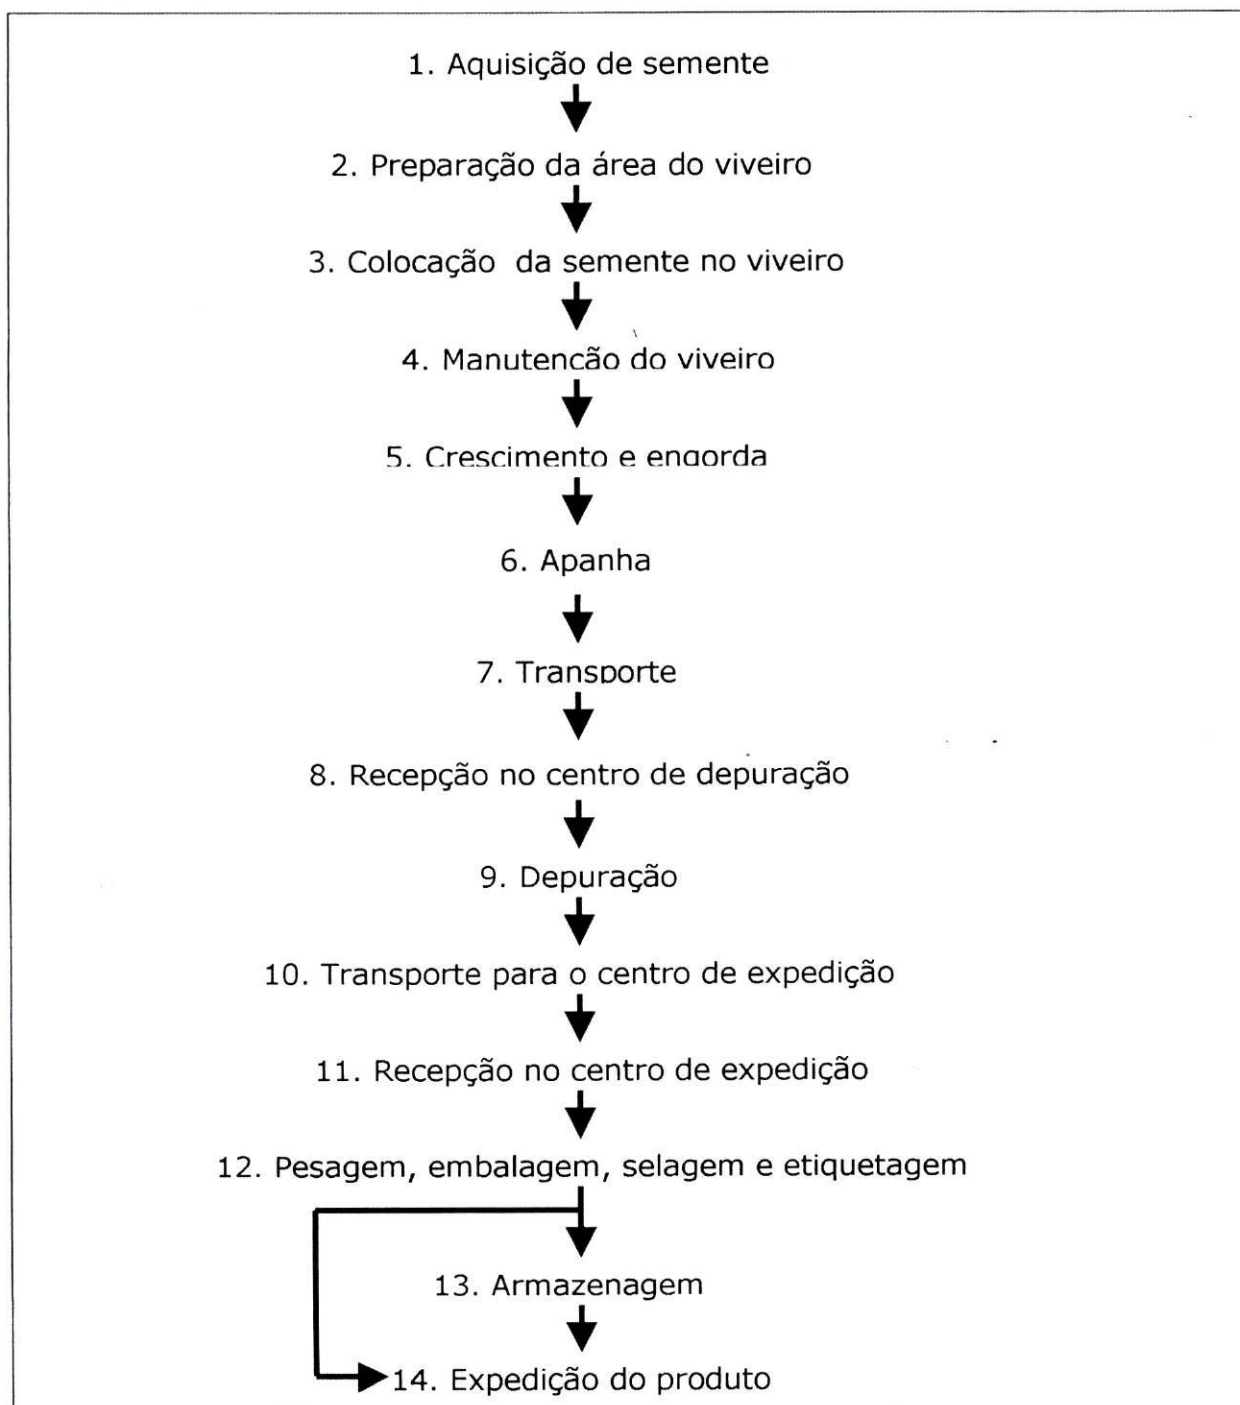 1. Aquisição de semente
2. Preparação da área do viveiro
3. Colocação da semente no viveiro
4. Manutenção do viveiro
5. Crescimento e engorda
6. Apanha
7. Transporte
8. Recepção no centro de depuração
9. Depuração
10. Transporte para o centro de expedição
11. Recepção no centro de expedição
12. Pesagem, embalagem, selagem e etiquetagem
13. Armazenagem
14. Expedição do produto